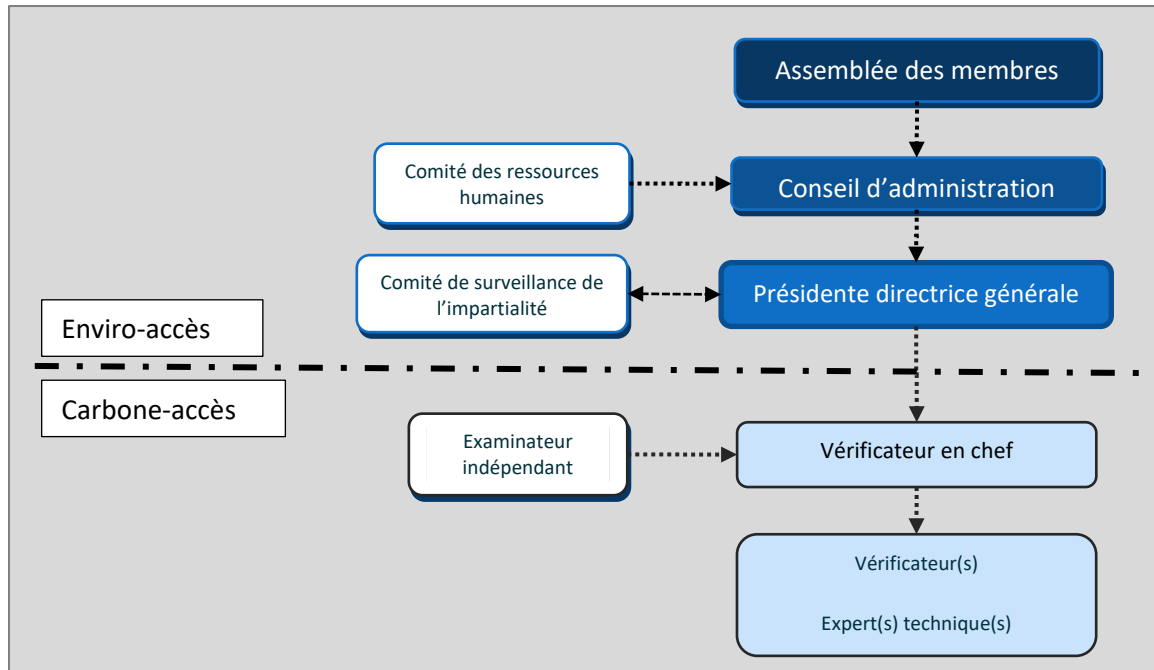 Assemblée des membres
Comité des ressources
humaines
Conseil d’administration
Comité de surveillance de
l’impartialité
Présidente directrice générale
Enviro-accès
Carbone-accès
Examinateur
indépendant
Vérificateur en chef
Vérificateur(s)
Expert(s) technique(s)